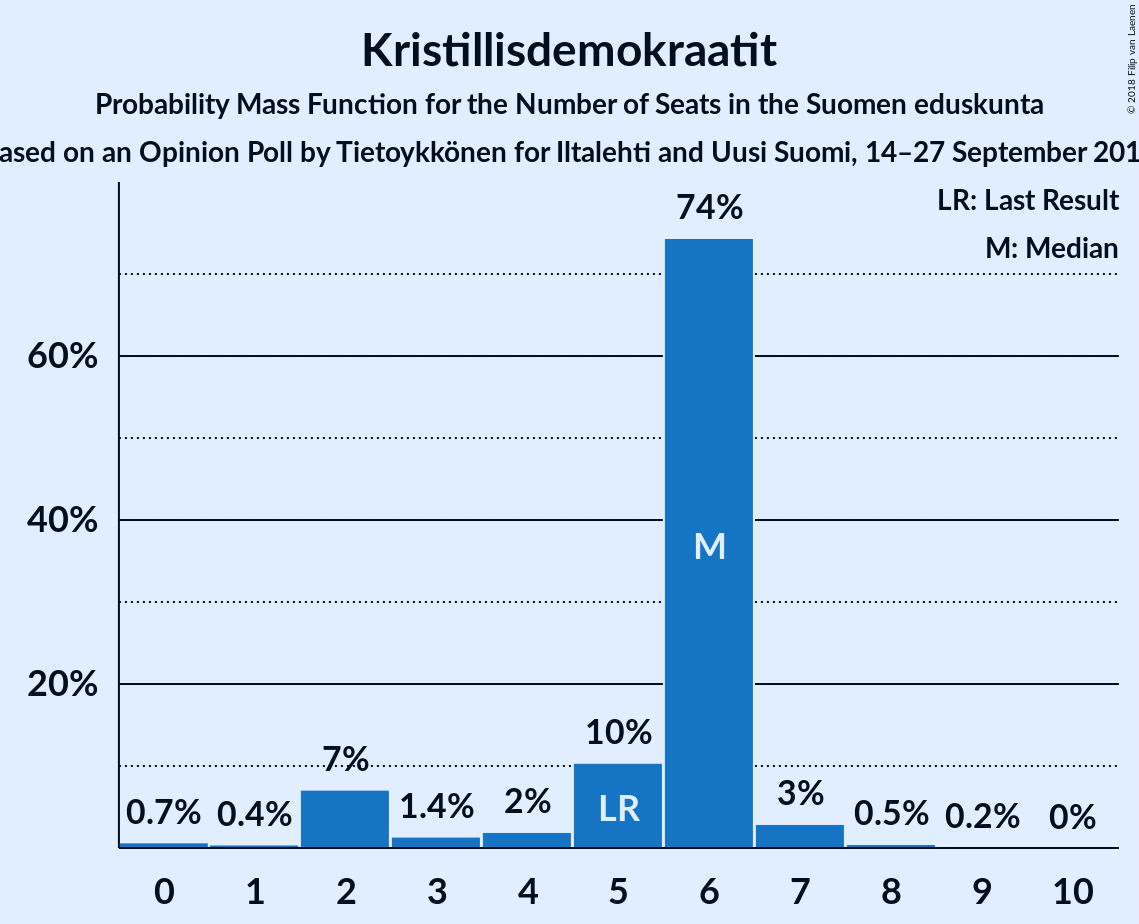 Kristillisdemokraatit
Probability Mass Function for the Number of Seats in the Suomen eduskunta
ased on an Opinion Poll by Tietoykkönen for Iltalehti and Uusi Suomi, 14–27 September 201
© 2018 Filip van Laenen
LR: Last Result
M: Median
74%
60%
40%
M
20%
10%
7%
0.7%
0.4%
1.4%
2%
LR
3%
0.5%
0.2%
0%
0 1 2 3 4 5 6 7 8 9 10